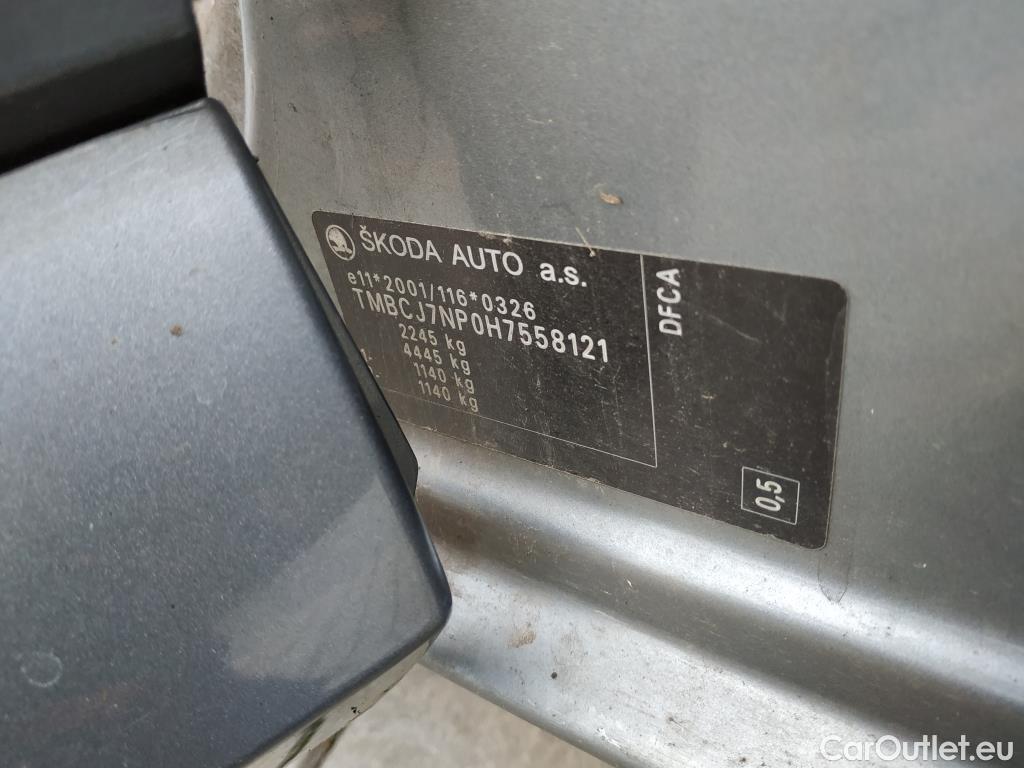 ŠKODA AUTO a.s.
e11*2001/116*0326
TMBCJ7NP0H7558121
2245 kg
4445 kg
1- 1140 kg
1140 kg
DFCA
0,5
CarOutlet.eu